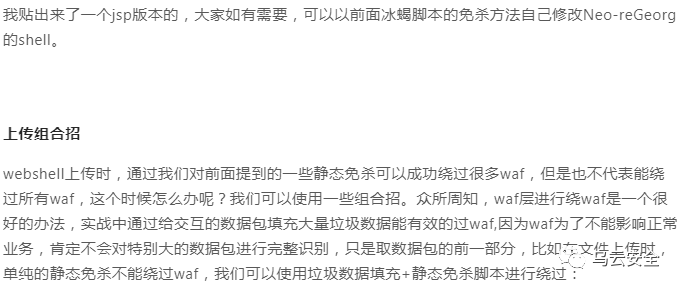 我贴出来了一个jsp版本的，大家如有需要，可以以前面冰蝎脚本的免杀方法自己修改Neo-reGeorg
的shell。
上传组合招
webshell上传时，通过我们对前面提到的一些静态免杀可以成功绕过很多waf，但是也不代表能绕
过所有waf，这个时候怎么办呢？我们可以使用一些组合招。众所周知，waf层进行绕waf是一个很
好的办法，实战中通过给交互的数据包填充大量垃圾数据能有效的过waf,因为waf为了不能影响正常
业务，肯定不会对特别大的数据包进行完整识别，只是取数据包的前一部分，比如在文件上传时，
单纯的静态免杀不能绕过waf，我们可以使用垃圾数据填充+静态免杀脚本进行绕过：
乌云安全